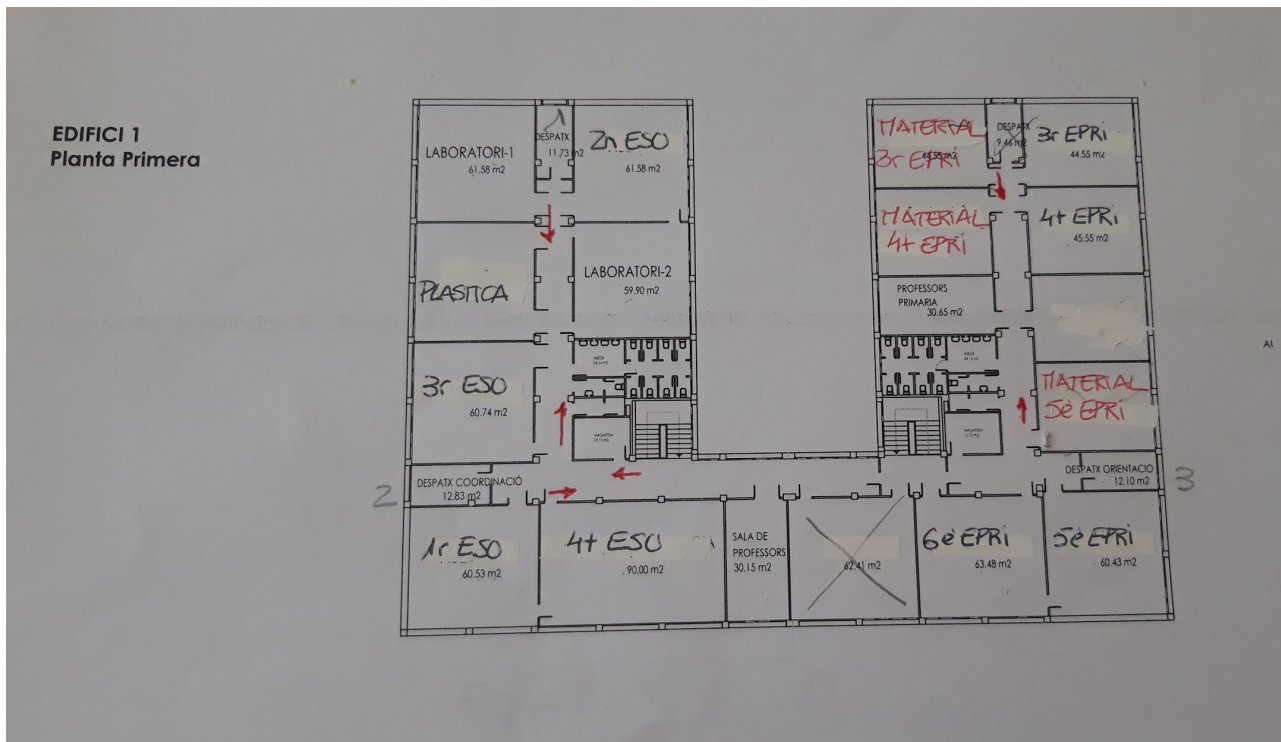 EDIFICI 1
Planta Primera
LABORATORI-1
61.58 m2
DESPATX
11.73 m2
2n ESO
61.58 m2
PLASITCA
LABORATORI-2
59.90 m2
3r ESO
60.74 m2
DESPATX COORDINACIÓ
12.83 m2
2
1r ESO
60.53 m2
4t ESO
90.00 m2
SALA DE
PROFESSORS
30.15 m2
62.41 m2
6è EPRI
63.48 m2
5è EPRI
60.43 m2
MATERIAL
3r EPRI
44.55 m2
DESPATX
9.46 m2
3r EPRI
44.55 m2
MATERIAL
4t EPRI
4t EPRI
45.55 m2
PROFESSORS
PRIMARIA
30.65 m2
MATERIAL
5è EPRI
DESPATX ORIENTACIO
12.10 m2
3
AI